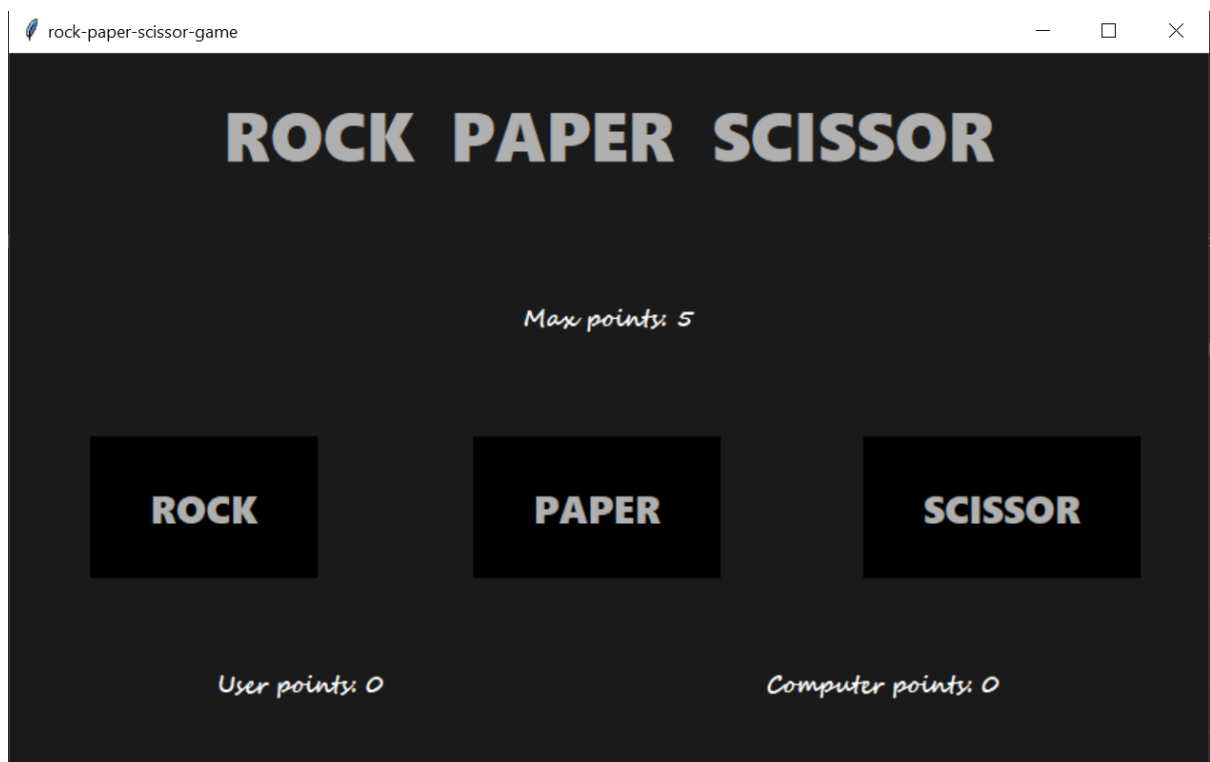 rock-paper-scissor-game
ROCK PAPER SCISSOR
Max points: 5
ROCK PAPER SCISSOR
User points: 0 Computer points: 0